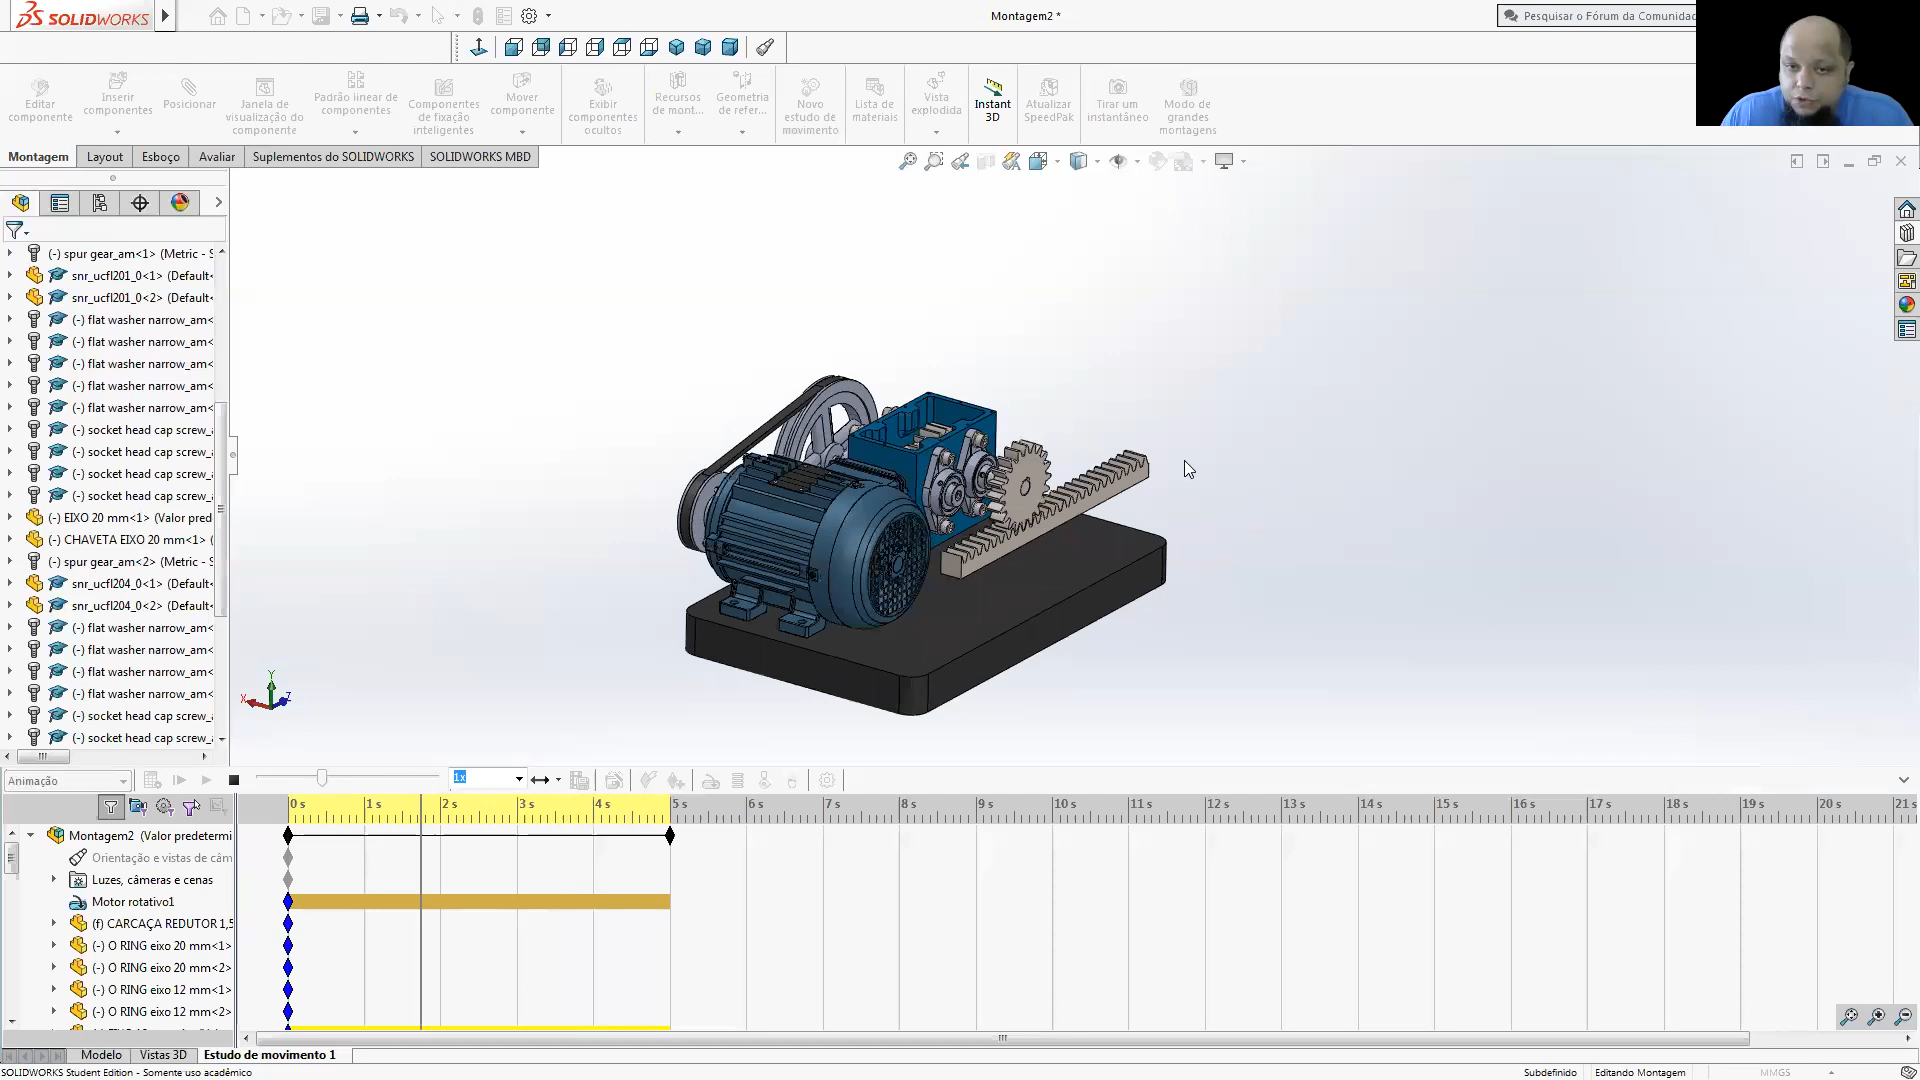 SOLIDWORKS
Montagem2 *
Pesquisar o Fórum da Comunidad
Editar componente
Inserir componentes
Posicionar
Janela de visualização do componente
Padrão linear de componentes
Componentes de fixação inteligentes
Mover componente
Exibir componentes ocultos
Recursos de mont...
Geometria de refer...
Novo estudo de movimento
Lista de materiais
Vista explodida
Instant 3D
Atualizar SpeedPak
Tirar um instantâneo
Modo de grandes montagens
Montagem
Layout
Esboço
Avaliar
Suplementos do SOLIDWORKS
SOLIDWORKS MBD
(-) spur gear_am<1> (Metric - S
snr_ucfl201_0<1> (Default<
snr_ucfl201_0<2> (Default<
(-) flat washer narrow_am<
(-) flat washer narrow_am<
(-) flat washer narrow_am<
(-) flat washer narrow_am<
(-) flat washer narrow_am<
(-) socket head cap screw_a
(-) socket head cap screw_a
(-) socket head cap screw_a
(-) socket head cap screw_a
(-) EIXO 20 mm<1> (Valor pred
(-) CHAVETA EIXO 20 mm<1> (
(-) spur gear_am<2> (Metric - S
snr_ucfl204_0<1> (Default<
snr_ucfl204_0<2> (Default<
(-) flat washer narrow_am<
(-) flat washer narrow_am<
(-) flat washer narrow_am<
(-) flat washer narrow_am<
(-) socket head cap screw_a
(-) socket head cap screw_a
Y
X
Z
Animação
1x
0 s 1 s 2 s 3 s 4 s 5 s 6 s 7 s 8 s 9 s 10 s 11 s 12 s 13 s 14 s 15 s 16 s 17 s 18 s 19 s 20 s 21 s
Montagem2 (Valor predetermi
Orientação e vistas de câm
Luzes, câmeras e cenas
Motor rotativo1
(f) CARCAÇA REDUTOR 1,5
(-) O RING eixo 20 mm<1>
(-) O RING eixo 20 mm<2>
(-) O RING eixo 12 mm<1>
(-) O RING eixo 12 mm<2>
Modelo
Vistas 3D
Estudo de movimento 1
SOLIDWORKS Student Edition - Somente uso acadêmico
Subdefinido
Editando Montagem
MMGS